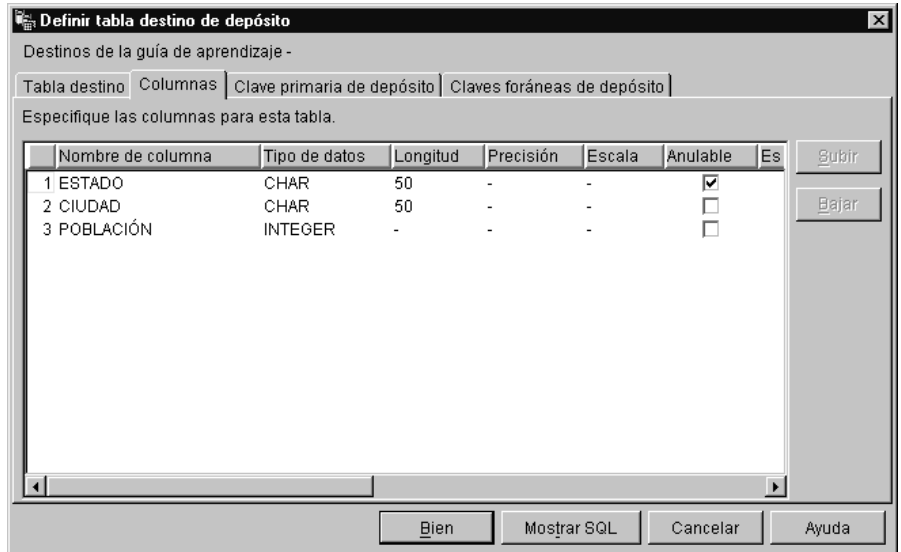 Definir tabla destino de depósito
Destinos de la guía de aprendizaje -
Tabla destino Columnas Clave primaria de depósito Claves foráneas de depósito
Especifique las columnas para esta tabla.
Nombre de columna Tipo de datos Longitud Precisión Escala Anulable Es
1 ESTADO CHAR 50 - -
2 CIUDAD CHAR 50 - -
3 POBLACIÓN INTEGER - - -
Subir
Bajar
Bien Mostrar SQL Cancelar Ayuda